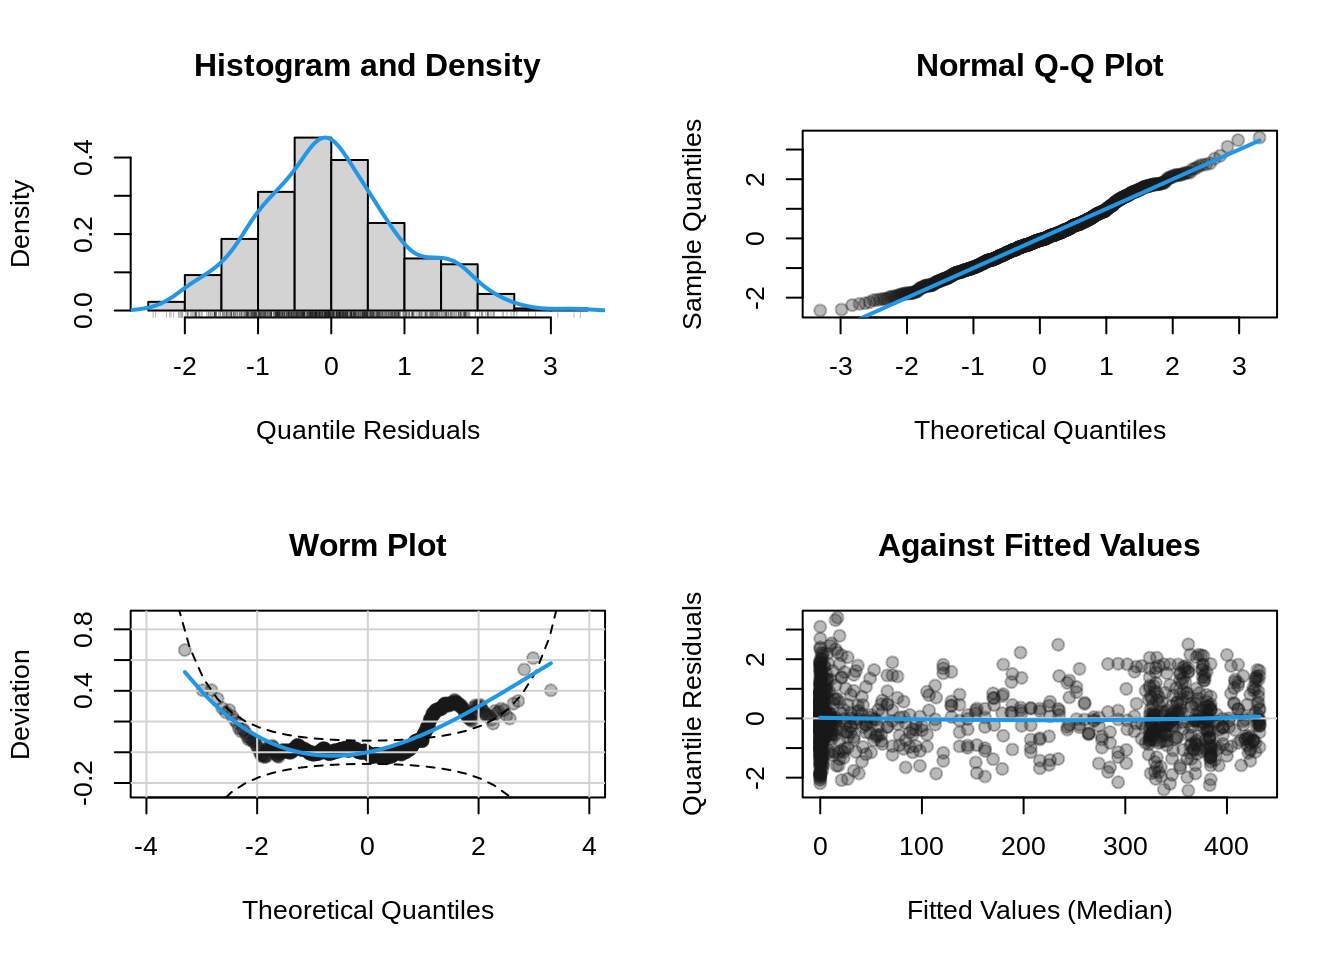 Histogram and Density
Density
0.0 0.2 0.4
-2 -1 0 1 2 3
Quantile Residuals
Normal Q-Q Plot
Sample Quantiles
-2 0 2
-3 -2 -1 0 1 2 3
Theoretical Quantiles
Worm Plot
Deviation
-0.2 0.4 0.8
-4 -2 0 2 4
Theoretical Quantiles
Against Fitted Values
Quantile Residuals
-2 0 2
0 100 200 300 400
Fitted Values (Median)